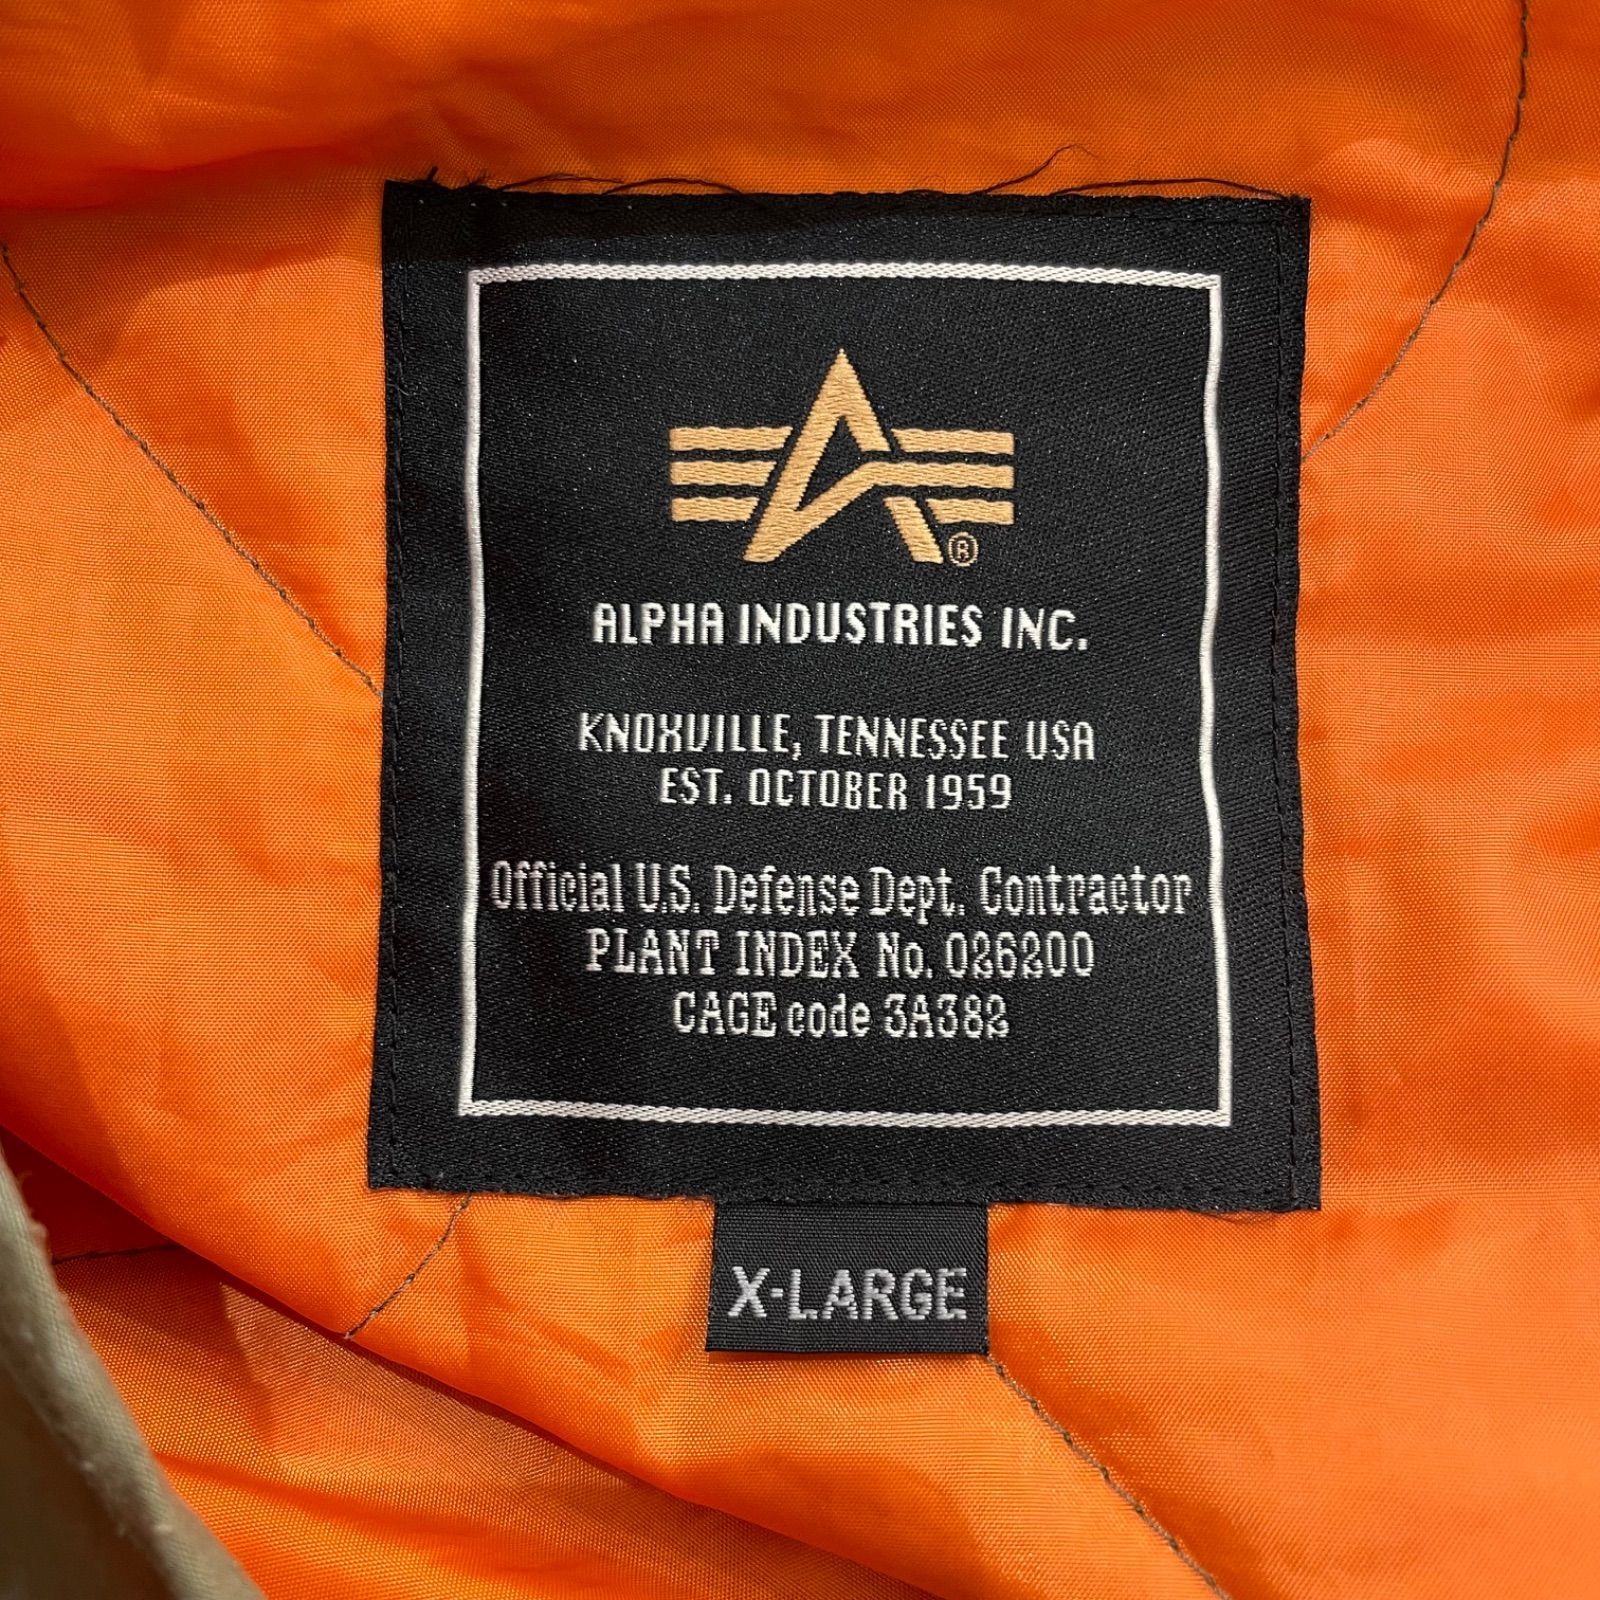 ®
ALPHA INDUSTRIES INC.
KNOXVILLE, TENNESSEE USA
EST. OCTOBER 1959
Official U.S. Defense Dept. Contractor
PLANT INDEX No. 026200
CAGE code 3A382
X-LARGE